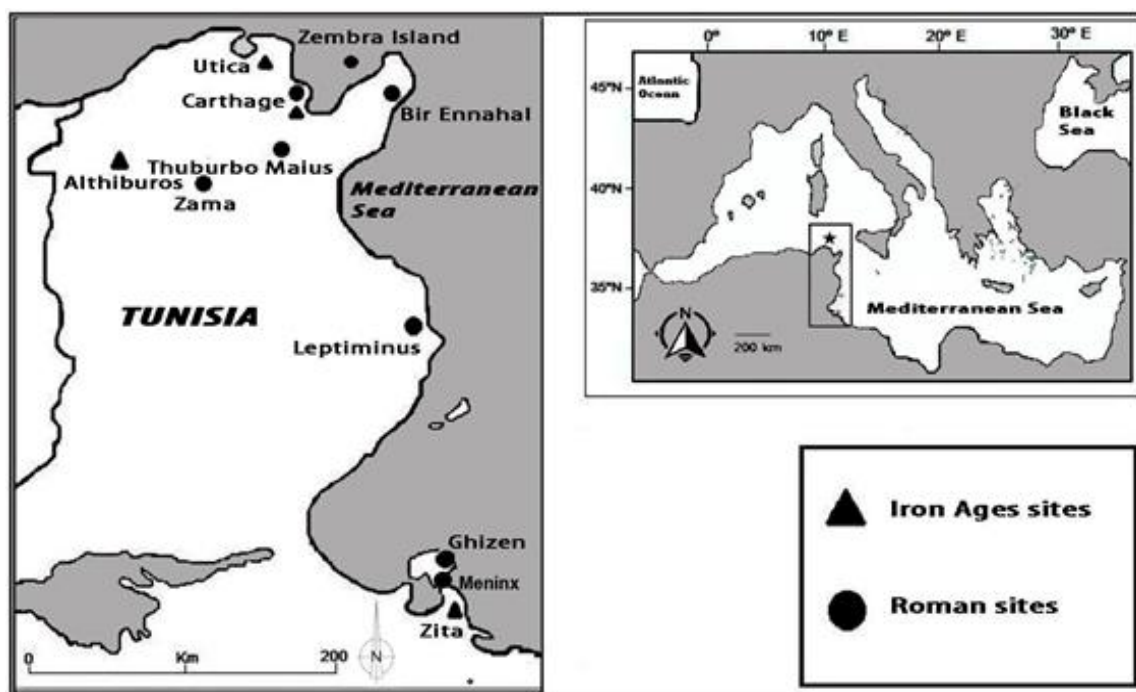 Zembra Island
Utica
Carthage
Bir Ennahal
Thuburbo Maius
Althiburos
Zama
Mediterranean
Sea
TUNISIA
Leptiminus
Ghizen
Meninx
Zita
0 Km 200
N
0° 10° E 20° E 30° E
45°N
40°N
35°N
Atlantic
Ocean
Black
Sea
Mediterranean Sea
N
200 km
Iron Ages sites
Roman sites